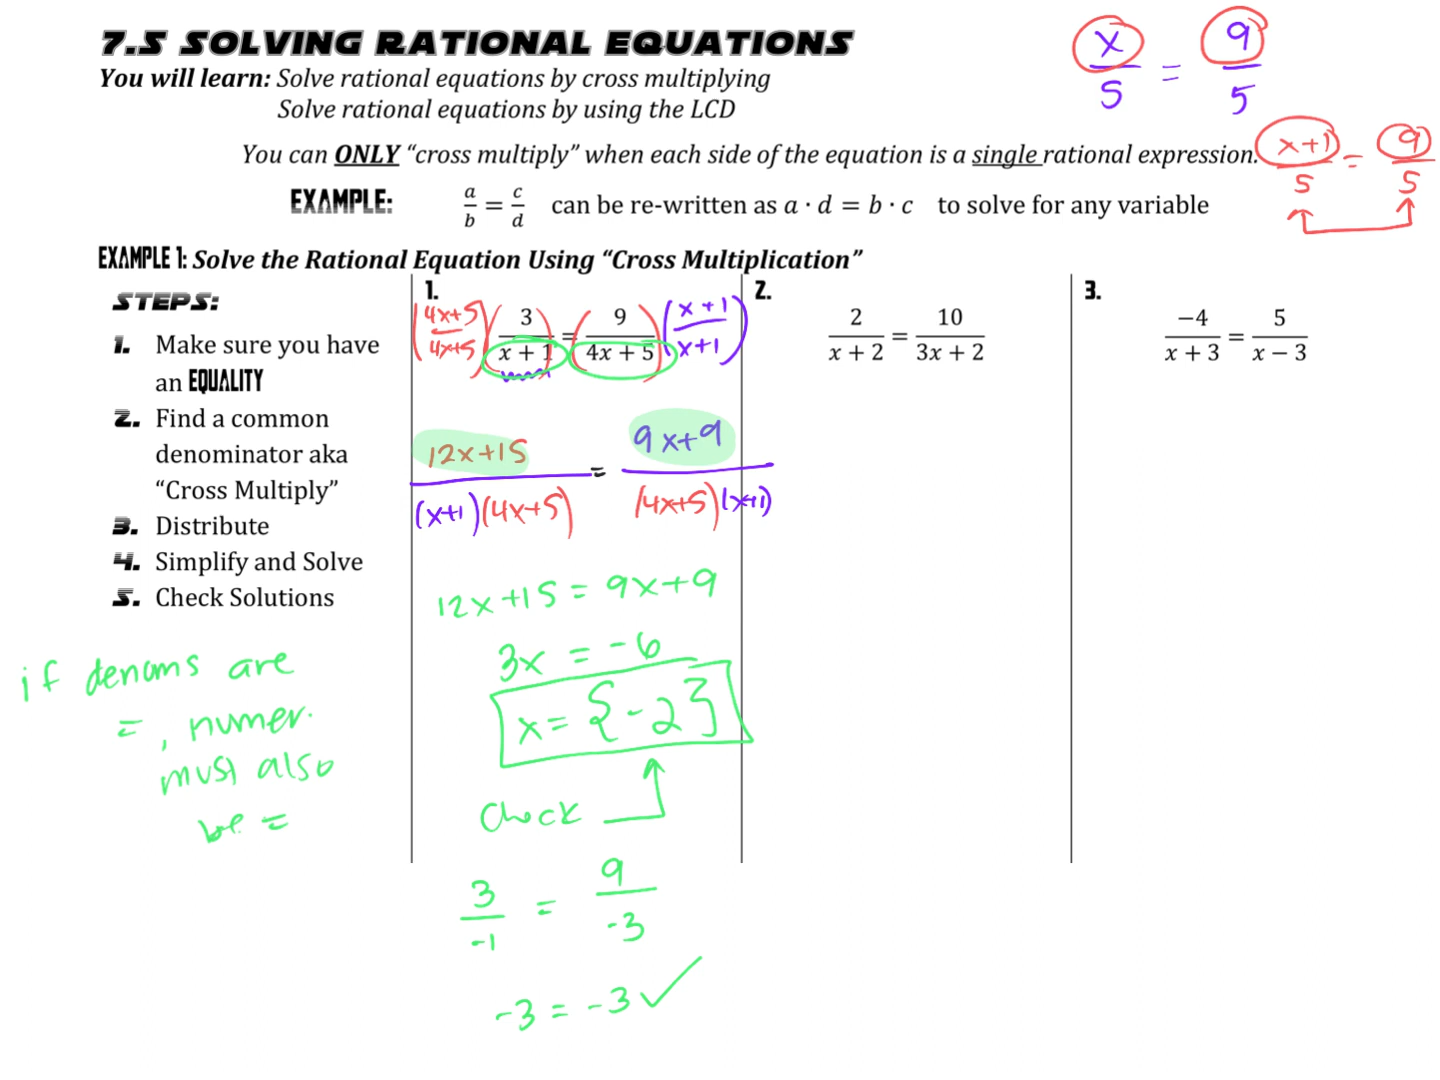 7.5 SOLVING RATIONAL EQUATIONS
You will learn: Solve rational equations by cross multiplying
Solve rational equations by using the LCD
x/5 = 9/5
You can ONLY “cross multiply” when each side of the equation is a single rational expression.
(x+1)/5 = 9/5
EXAMPLE: a/b = c/d can be re-written as a · d = b · c to solve for any variable
EXAMPLE 1: Solve the Rational Equation Using “Cross Multiplication”
STEPS:
1. Make sure you have
an EQUALITY
2. Find a common
denominator aka
“Cross Multiply”
3. Distribute
4. Simplify and Solve
5. Check Solutions
if denoms are
=, numer.
must also
be =
1.
((4x+5)/(4x+5)) (3/(x + 1)) = (9/(4x + 5)) ((x+1)/(x+1))
(12x+15)/((x+1)(4x+5)) = (9x+9)/((4x+5)(x+1))
12x+15 = 9x+9
3x = -6
x = {-2}
Check
3/-1 = 9/-3
-3 = -3 ✓
2.
2/(x + 2) = 10/(3x + 2)
3.
−4/(x + 3) = 5/(x − 3)